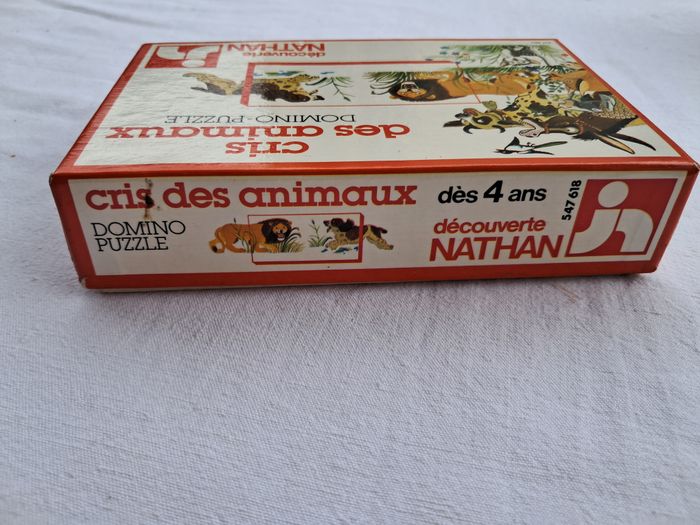 découverte
NATHAN
cris
des animaux
DOMINO-PUZZLE
cris des animaux
DOMINO
PUZZLE
dès 4 ans
découverte
NATHAN
547 618